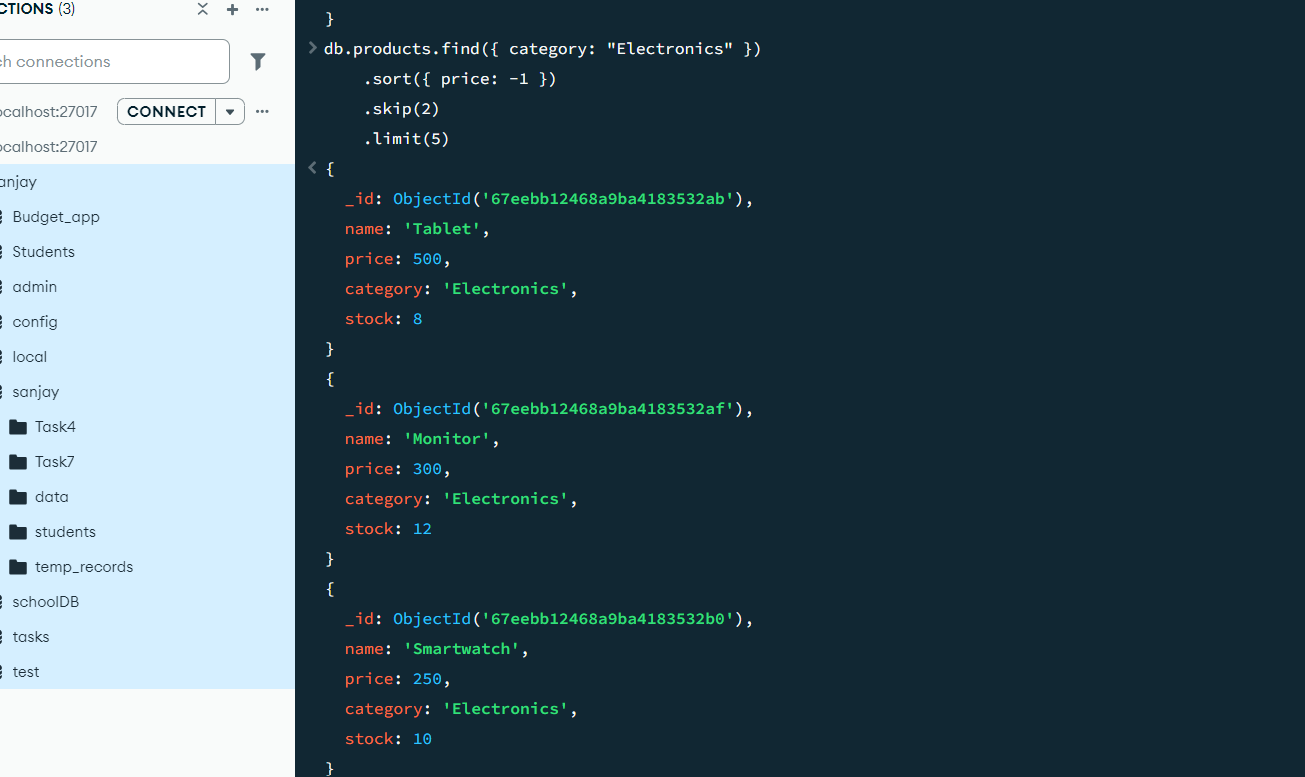 CTIONS (3)
ch connections
ocalhost:27017 CONNECT
ocalhost:27017
anjay
Budget_app
Students
admin
config
local
sanjay
Task4
Task7
data
students
temp_records
schoolDB
tasks
test
}
db.products.find({ category: "Electronics" })
.sort({ price: -1 })
.skip(2)
.limit(5)
{
_id: ObjectId('67eebb12468a9ba4183532ab'),
name: 'Tablet',
price: 500,
category: 'Electronics',
stock: 8
}
{
_id: ObjectId('67eebb12468a9ba4183532af'),
name: 'Monitor',
price: 300,
category: 'Electronics',
stock: 12
}
{
_id: ObjectId('67eebb12468a9ba4183532b0'),
name: 'Smartwatch',
price: 250,
category: 'Electronics',
stock: 10
}